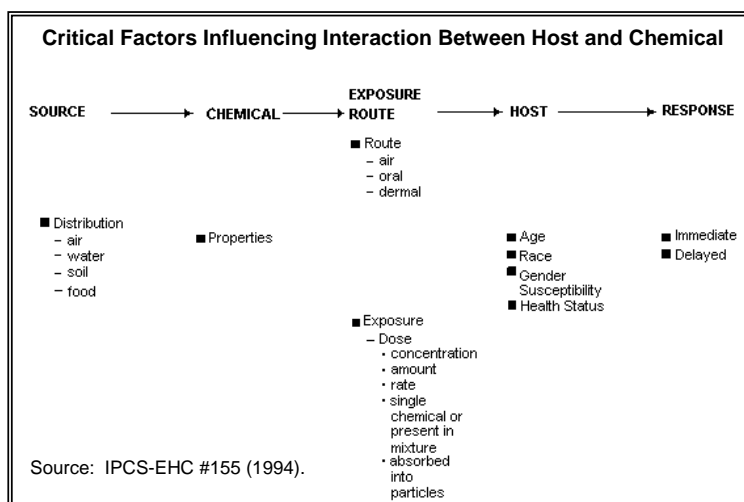 Critical Factors Influencing Interaction Between Host and Chemical
SOURCE
CHEMICAL
EXPOSURE
ROUTE
HOST
RESPONSE
■ Distribution
– air
– water
– soil
– food
■ Properties
■ Route
– air
– oral
– dermal
■ Exposure
– Dose
· concentration
· amount
· rate
· single
chemical or
present in
mixture
· absorbed
into
particles
■ Age
■ Race
■ Gender
Susceptibility
■ Health Status
■ Immediate
■ Delayed
Source: IPCS-EHC #155 (1994).